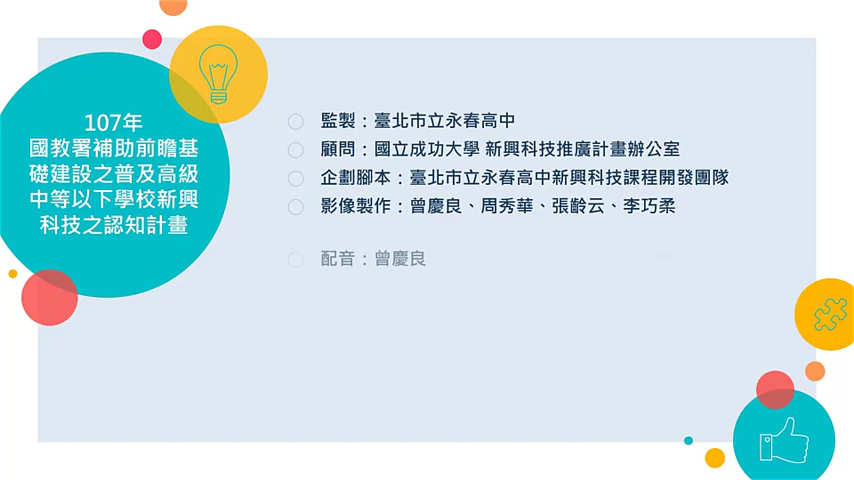 107年
國教署補助前瞻基
礎建設之普及高級
中等以下學校新興
科技之認知計畫
監製：臺北市立永春高中
顧問：國立成功大學 新興科技推廣計畫辦公室
企劃腳本：臺北市立永春高中新興科技課程開發團隊
影像製作：曾慶良、周秀華、張齡云、李巧柔
配音：曾慶良